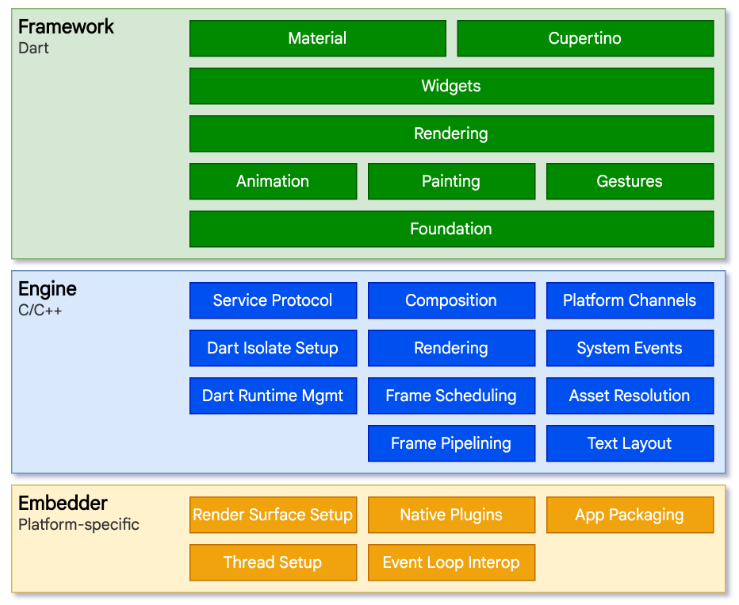 Framework
Dart
Material
Cupertino
Widgets
Rendering
Animation
Painting
Gestures
Foundation
Engine
C/C++
Service Protocol
Composition
Platform Channels
Dart Isolate Setup
Rendering
System Events
Dart Runtime Mgmt
Frame Scheduling
Asset Resolution
Frame Pipelining
Text Layout
Embedder
Platform-specific
Render Surface Setup
Native Plugins
App Packaging
Thread Setup
Event Loop Interop